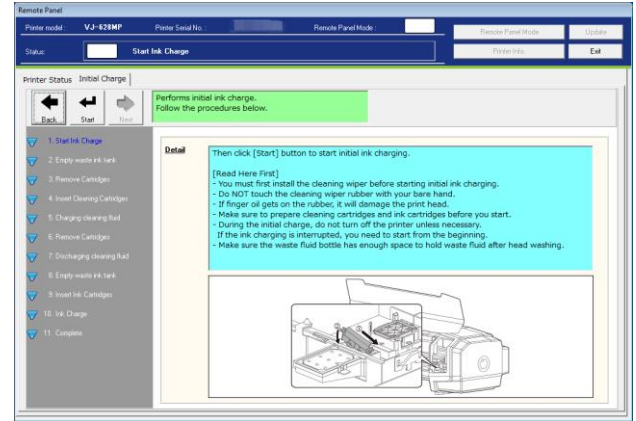 Remote Panel
Printer model : VJ-628MP Printer Serial No. : Remote Panel Mode : Remote Panel Mode Update
Status: Start Ink Charge Printer Info. Exit
Printer Status Initial Charge
Back Start Next
Performs initial ink charge.
Follow the procedures below.
1. Start Ink Charge
2. Empty waste ink tank
3. Remove Cartridges
4. Insert Cleaning Cartridges
5. Charging cleaning fluid
6. Remove Cartridges
7. Discharging cleaning fluid
8. Empty waste ink tank
9. Insert Ink Cartridges
10. Ink Charge
11. Complete
Detail
Then click [Start] button to start initial ink charging.
[Read Here First]
- You must first install the cleaning wiper before starting initial ink charging.
- Do NOT touch the cleaning wiper rubber with your bare hand.
- If finger oil gets on the rubber, it will damage the print head.
- Make sure to prepare cleaning cartridges and ink cartridges before you start.
- During the initial charge, do not turn off the printer unless necessary.
If the ink charging is interrupted, you need to start from the beginning.
- Make sure the waste fluid bottle has enough space to hold waste fluid after head washing.